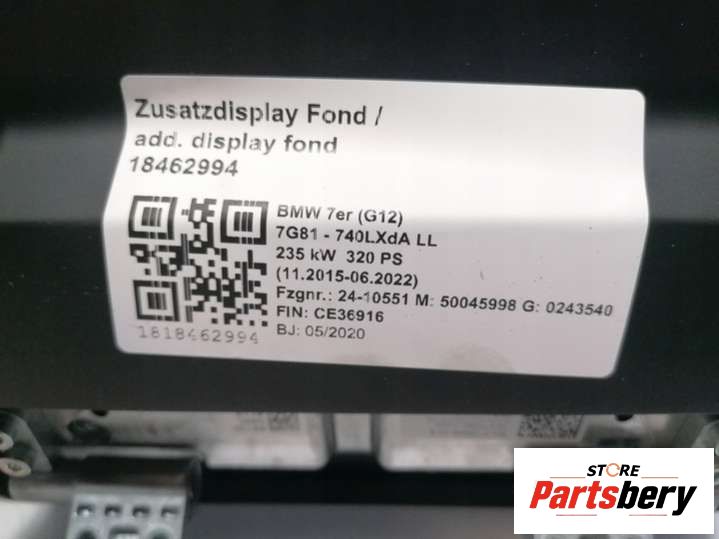 Zusatzdisplay Fond /
add. display fond
18462994
BMW 7er (G12)
7G81 - 740LXdA LL
235 kW 320 PS
(11.2015-06.2022)
Fzgnr.: 24-10551 M: 50045998 G: 0243540
FIN: CE36916
BJ: 05/2020
1818462994
STORE
Partsbery